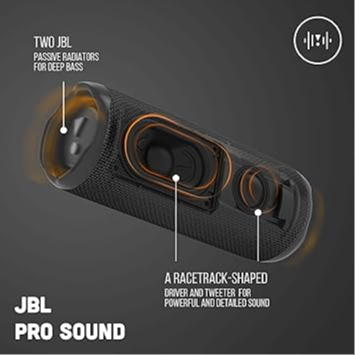 TWO JBL
PASSIVE RADIATORS
FOR DEEP BASS
A RACETRACK-SHAPED
DRIVER AND TWEETER FOR
POWERFUL AND DETAILED SOUND
JBL
PRO SOUND